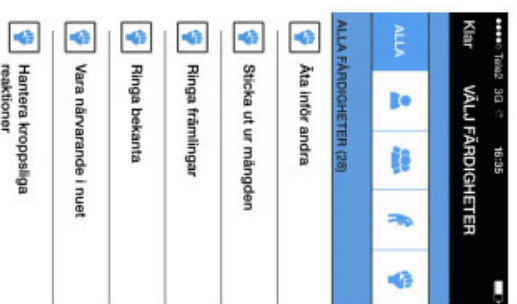 Tele2 3G 16:35
Klar VÄLJ FÄRDIGHETER
ALLA
ALLA FÄRDIGHETER (28)
Äta inför andra
Sticka ut ur mängden
Ringa främlingar
Ringa bekanta
Vara närvarande i nuet
Hantera kroppsliga
reaktioner